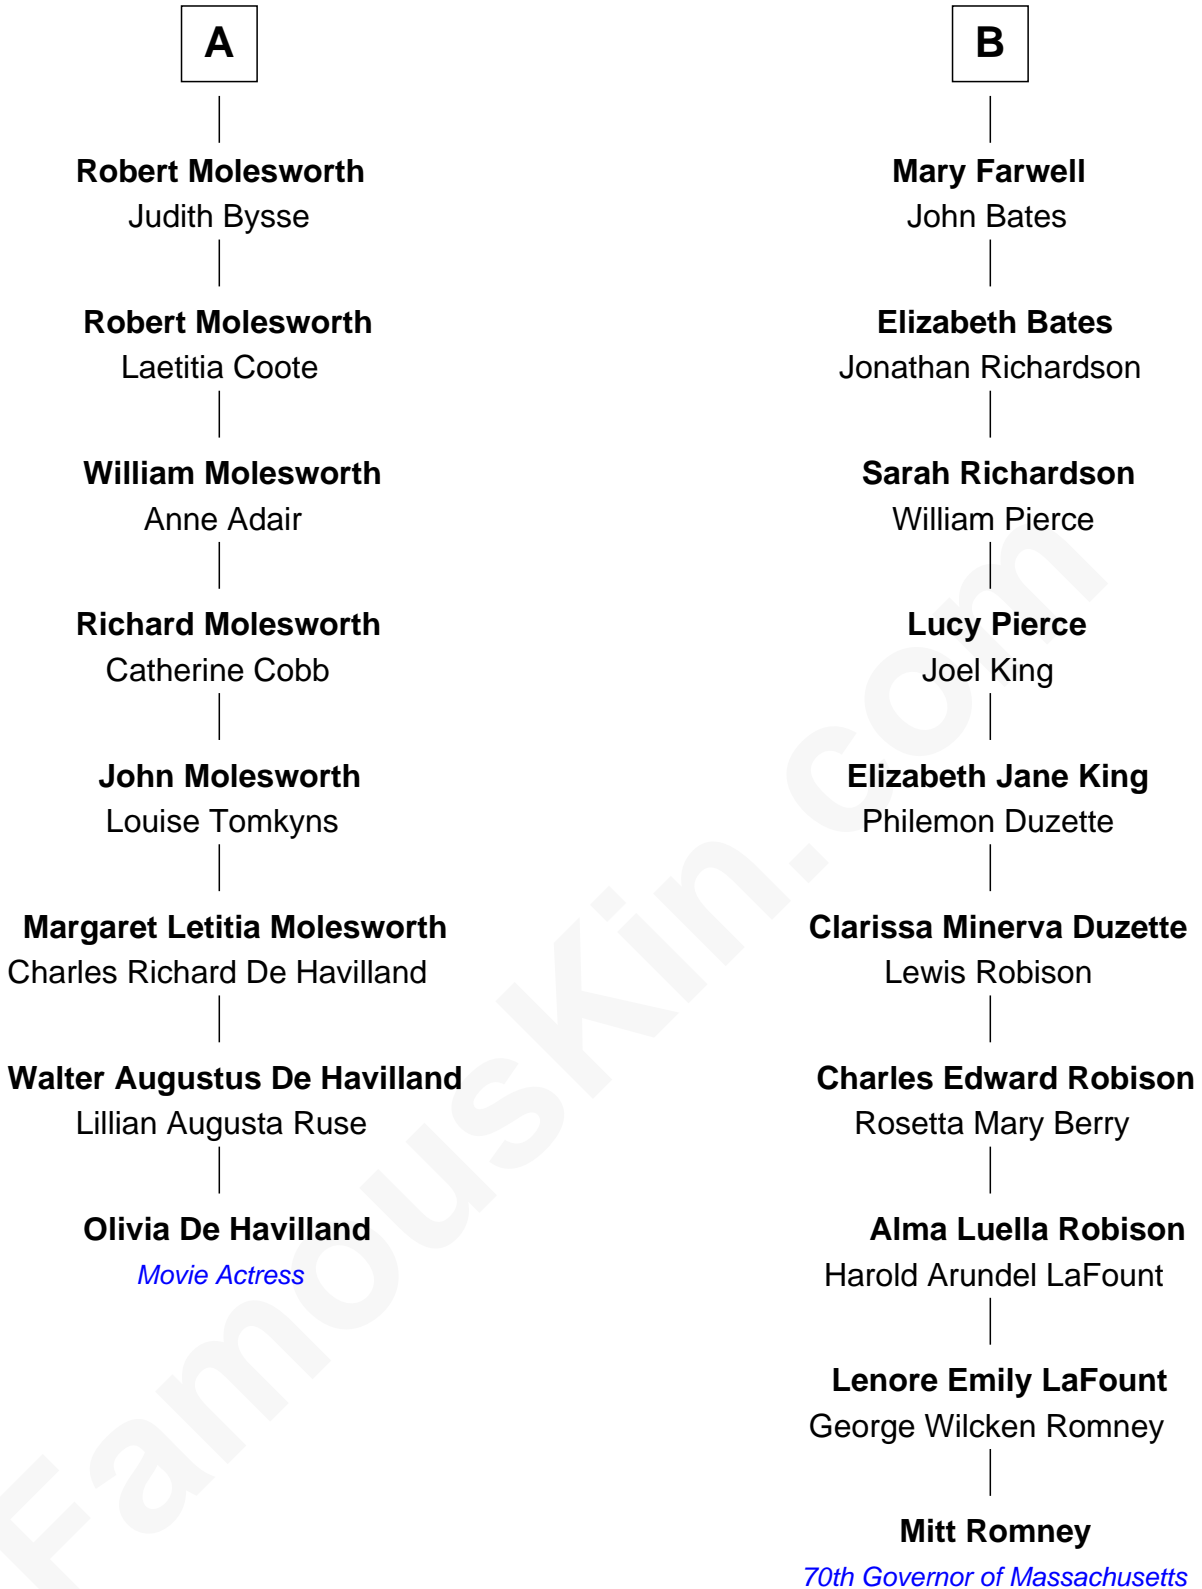 A
Robert Molesworth
Judith Bysse
Robert Molesworth
Laetitia Coote
William Molesworth
Anne Adair
Richard Molesworth
Catherine Cobb
John Molesworth
Louise Tomkyns
Margaret Letitia Molesworth
Charles Richard De Havilland
Walter Augustus De Havilland
Lillian Augusta Ruse
Olivia De Havilland
Movie Actress
B
Mary Farwell
John Bates
Elizabeth Bates
Jonathan Richardson
Sarah Richardson
William Pierce
Lucy Pierce
Joel King
Elizabeth Jane King
Philemon Duzette
Clarissa Minerva Duzette
Lewis Robison
Charles Edward Robison
Rosetta Mary Berry
Alma Luella Robison
Harold Arundel LaFount
Lenore Emily LaFount
George Wilcken Romney
Mitt Romney
70th Governor of Massachusetts
FamousKin.com